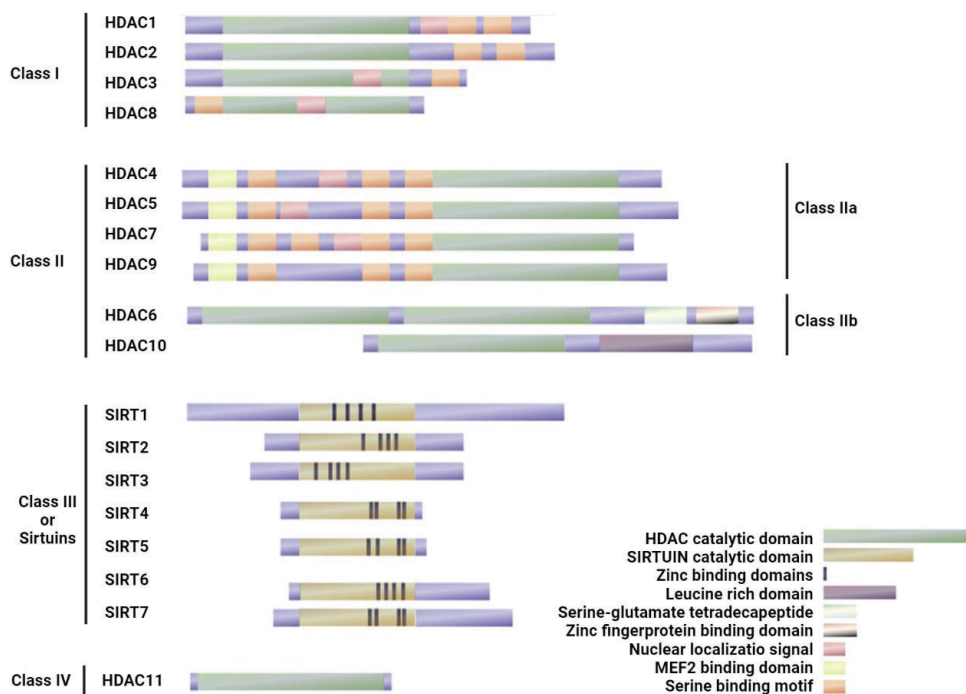 Class I
HDAC1
HDAC2
HDAC3
HDAC8
Class II
HDAC4
HDAC5
HDAC7
HDAC9
Class IIa
HDAC6
HDAC10
Class IIb
Class III
or
Sirtuins
SIRT1
SIRT2
SIRT3
SIRT4
SIRT5
SIRT6
SIRT7
Class IV
HDAC11
HDAC catalytic domain
SIRTUIN catalytic domain
Zinc binding domains
Leucine rich domain
Serine-glutamate tetradecapeptide
Zinc fingerprotein binding domain
Nuclear localizatio signal
MEF2 binding domain
Serine binding motif